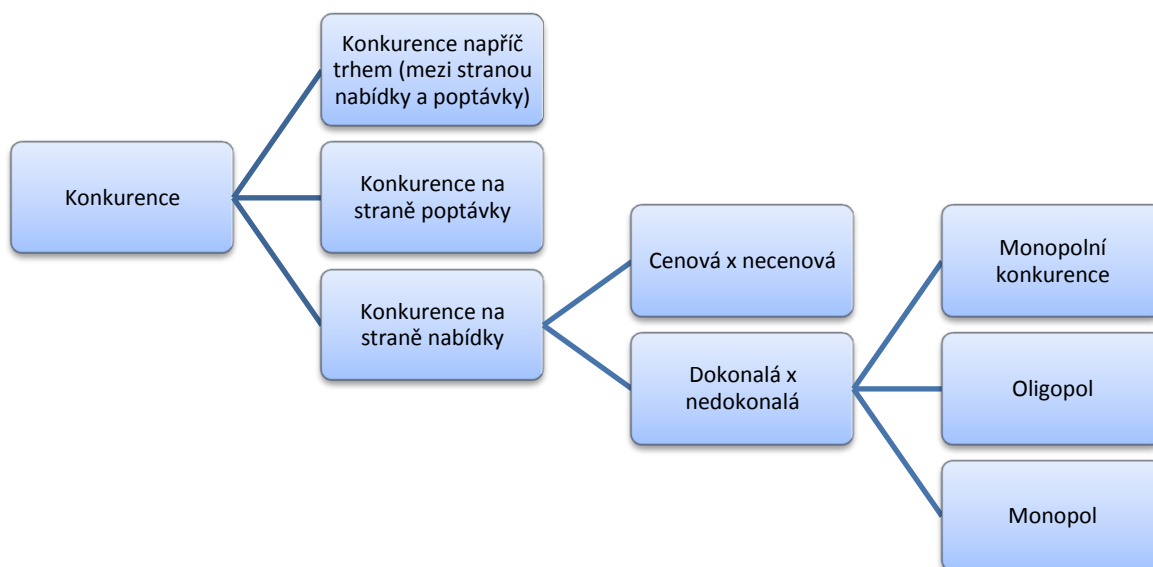 Konkurence
Konkurence napříč
trhem (mezi stranou
nabídky a poptávky)
Konkurence na
straně poptávky
Konkurence na
straně nabídky
Cenová x necenová
Dokonalá x
nedokonalá
Monopolní
konkurence
Oligopol
Monopol